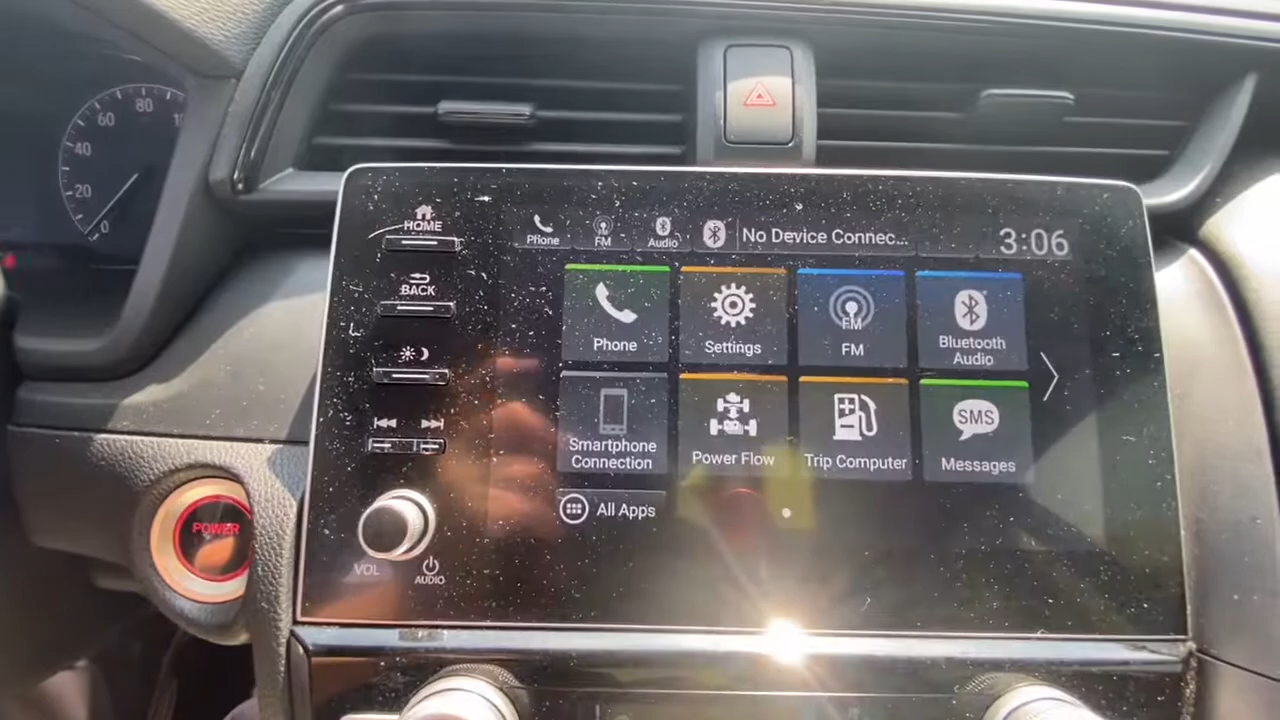 80
60
40
20
0
HOME
BACK
POWER
VOL
AUDIO
Phone
FM
Audio
No Device Connec...
3:06
Phone
Settings
FM
FM
Bluetooth
Audio
Smartphone
Connection
Power Flow
Trip Computer
SMS
Messages
All Apps